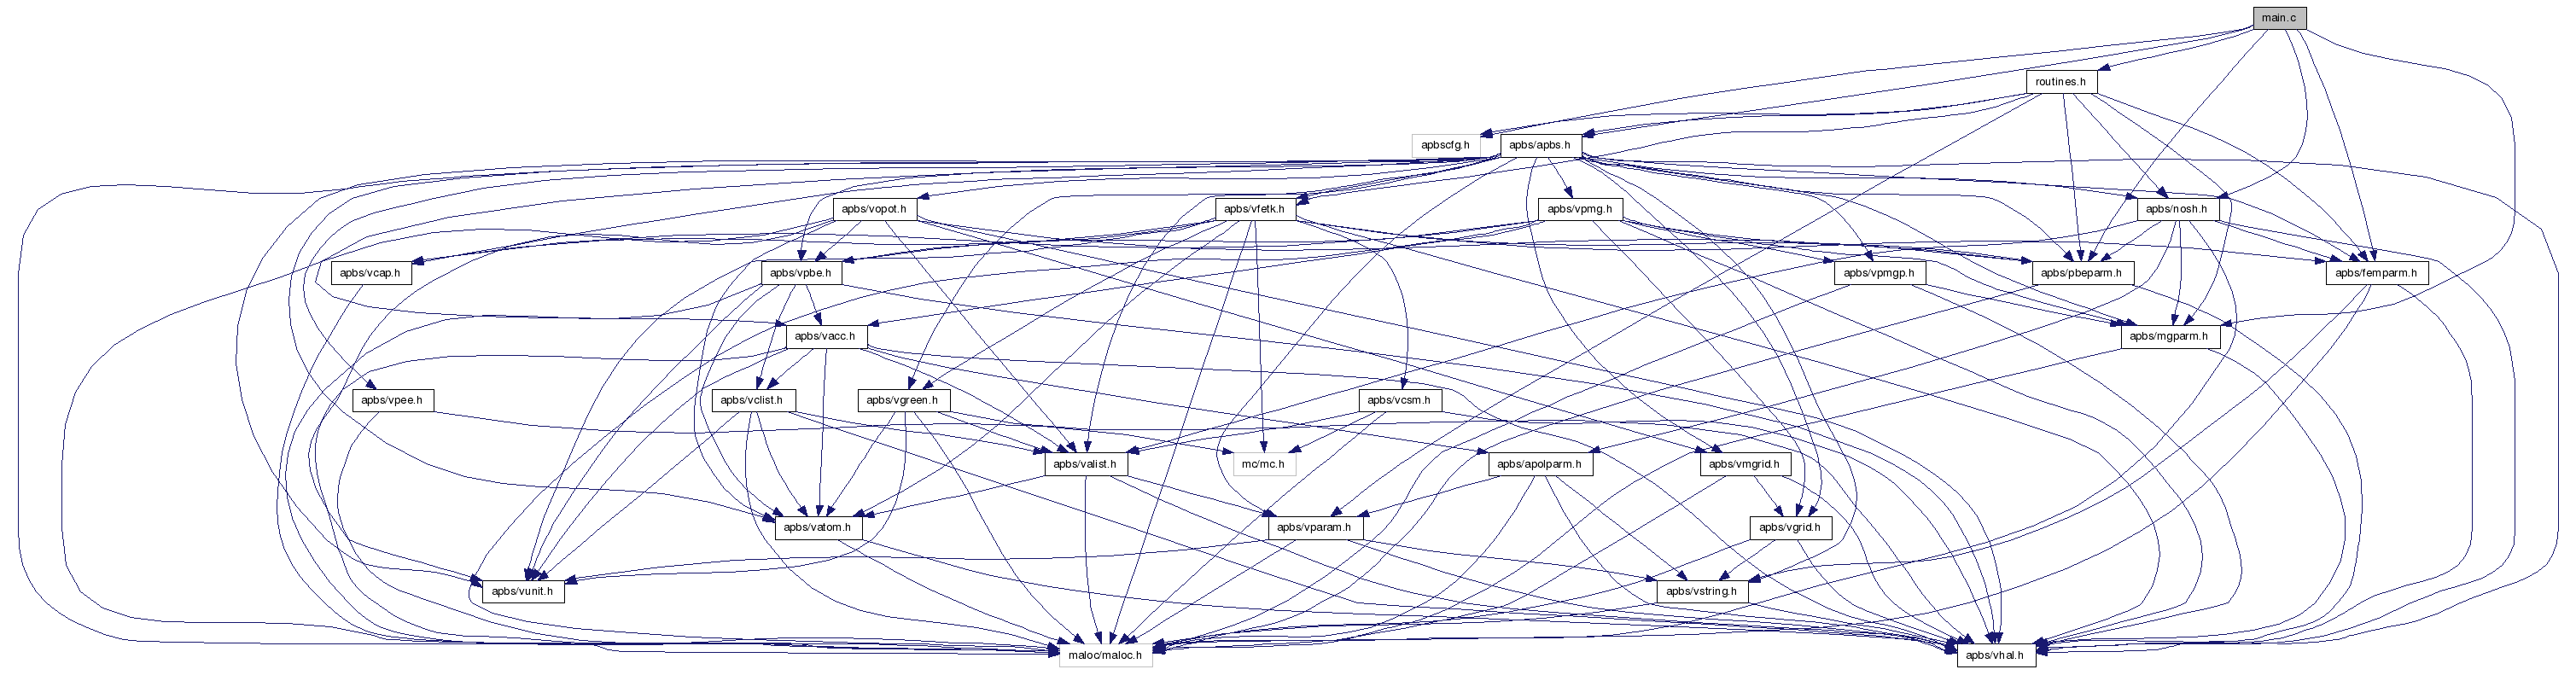 main.c
routines.h
apbscfg.h
apbs/apbs.h
apbs/vopot.h
apbs/vfetk.h
apbs/vpmg.h
apbs/nosh.h
apbs/vcap.h
apbs/vpbe.h
apbs/vpmgp.h
apbs/pbeparm.h
apbs/femparm.h
apbs/vacc.h
apbs/mgparm.h
apbs/vpee.h
apbs/vclist.h
apbs/vgreen.h
apbs/vcsm.h
apbs/valist.h
mc/mc.h
apbs/apolparm.h
apbs/vmgrid.h
apbs/vatom.h
apbs/vparam.h
apbs/vgrid.h
apbs/vunit.h
apbs/vstring.h
maloc/maloc.h
apbs/vhal.h